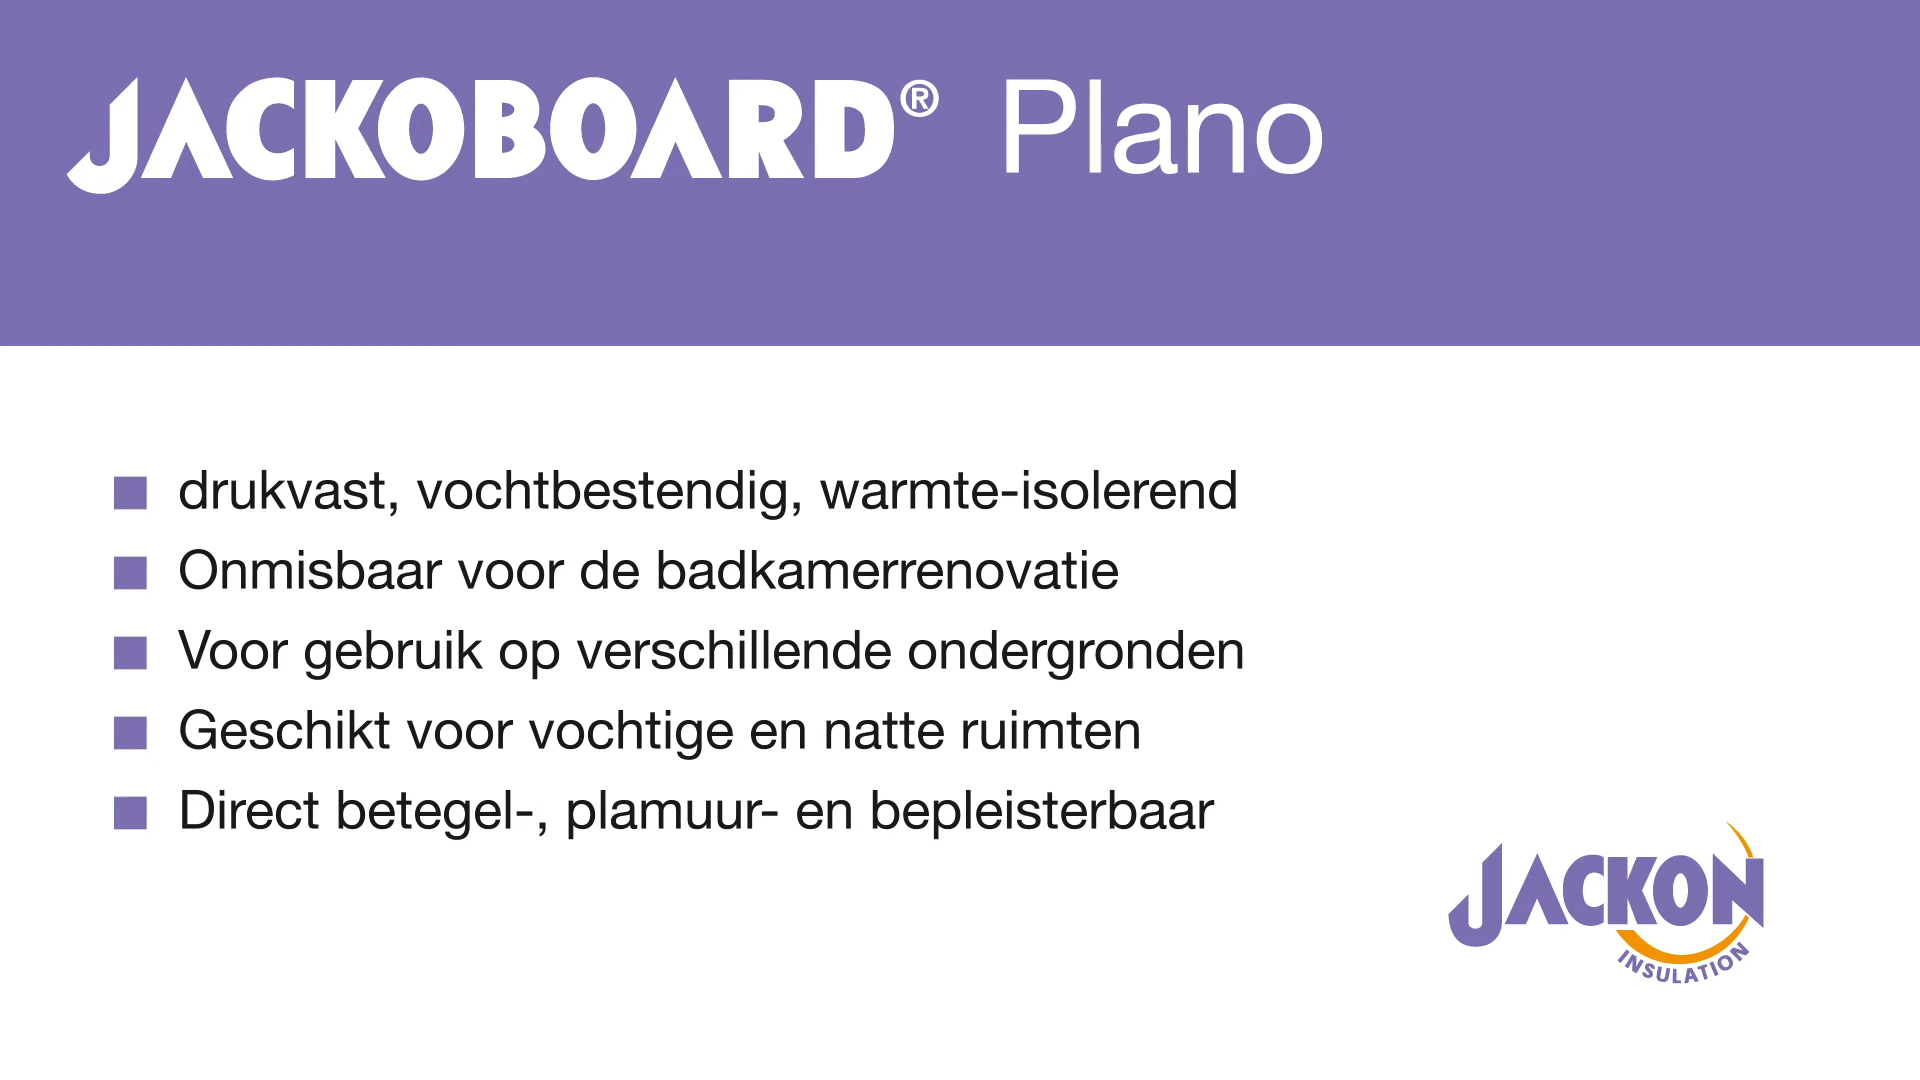 JACKOBOARD® Plano
drukvast, vochtbestendig, warmte-isolerend
Onmisbaar voor de badkamerrenovatie
Voor gebruik op verschillende ondergronden
Geschikt voor vochtige en natte ruimten
Direct betegel-, plamuur- en bepleisterbaar
JACKON
INSULATION